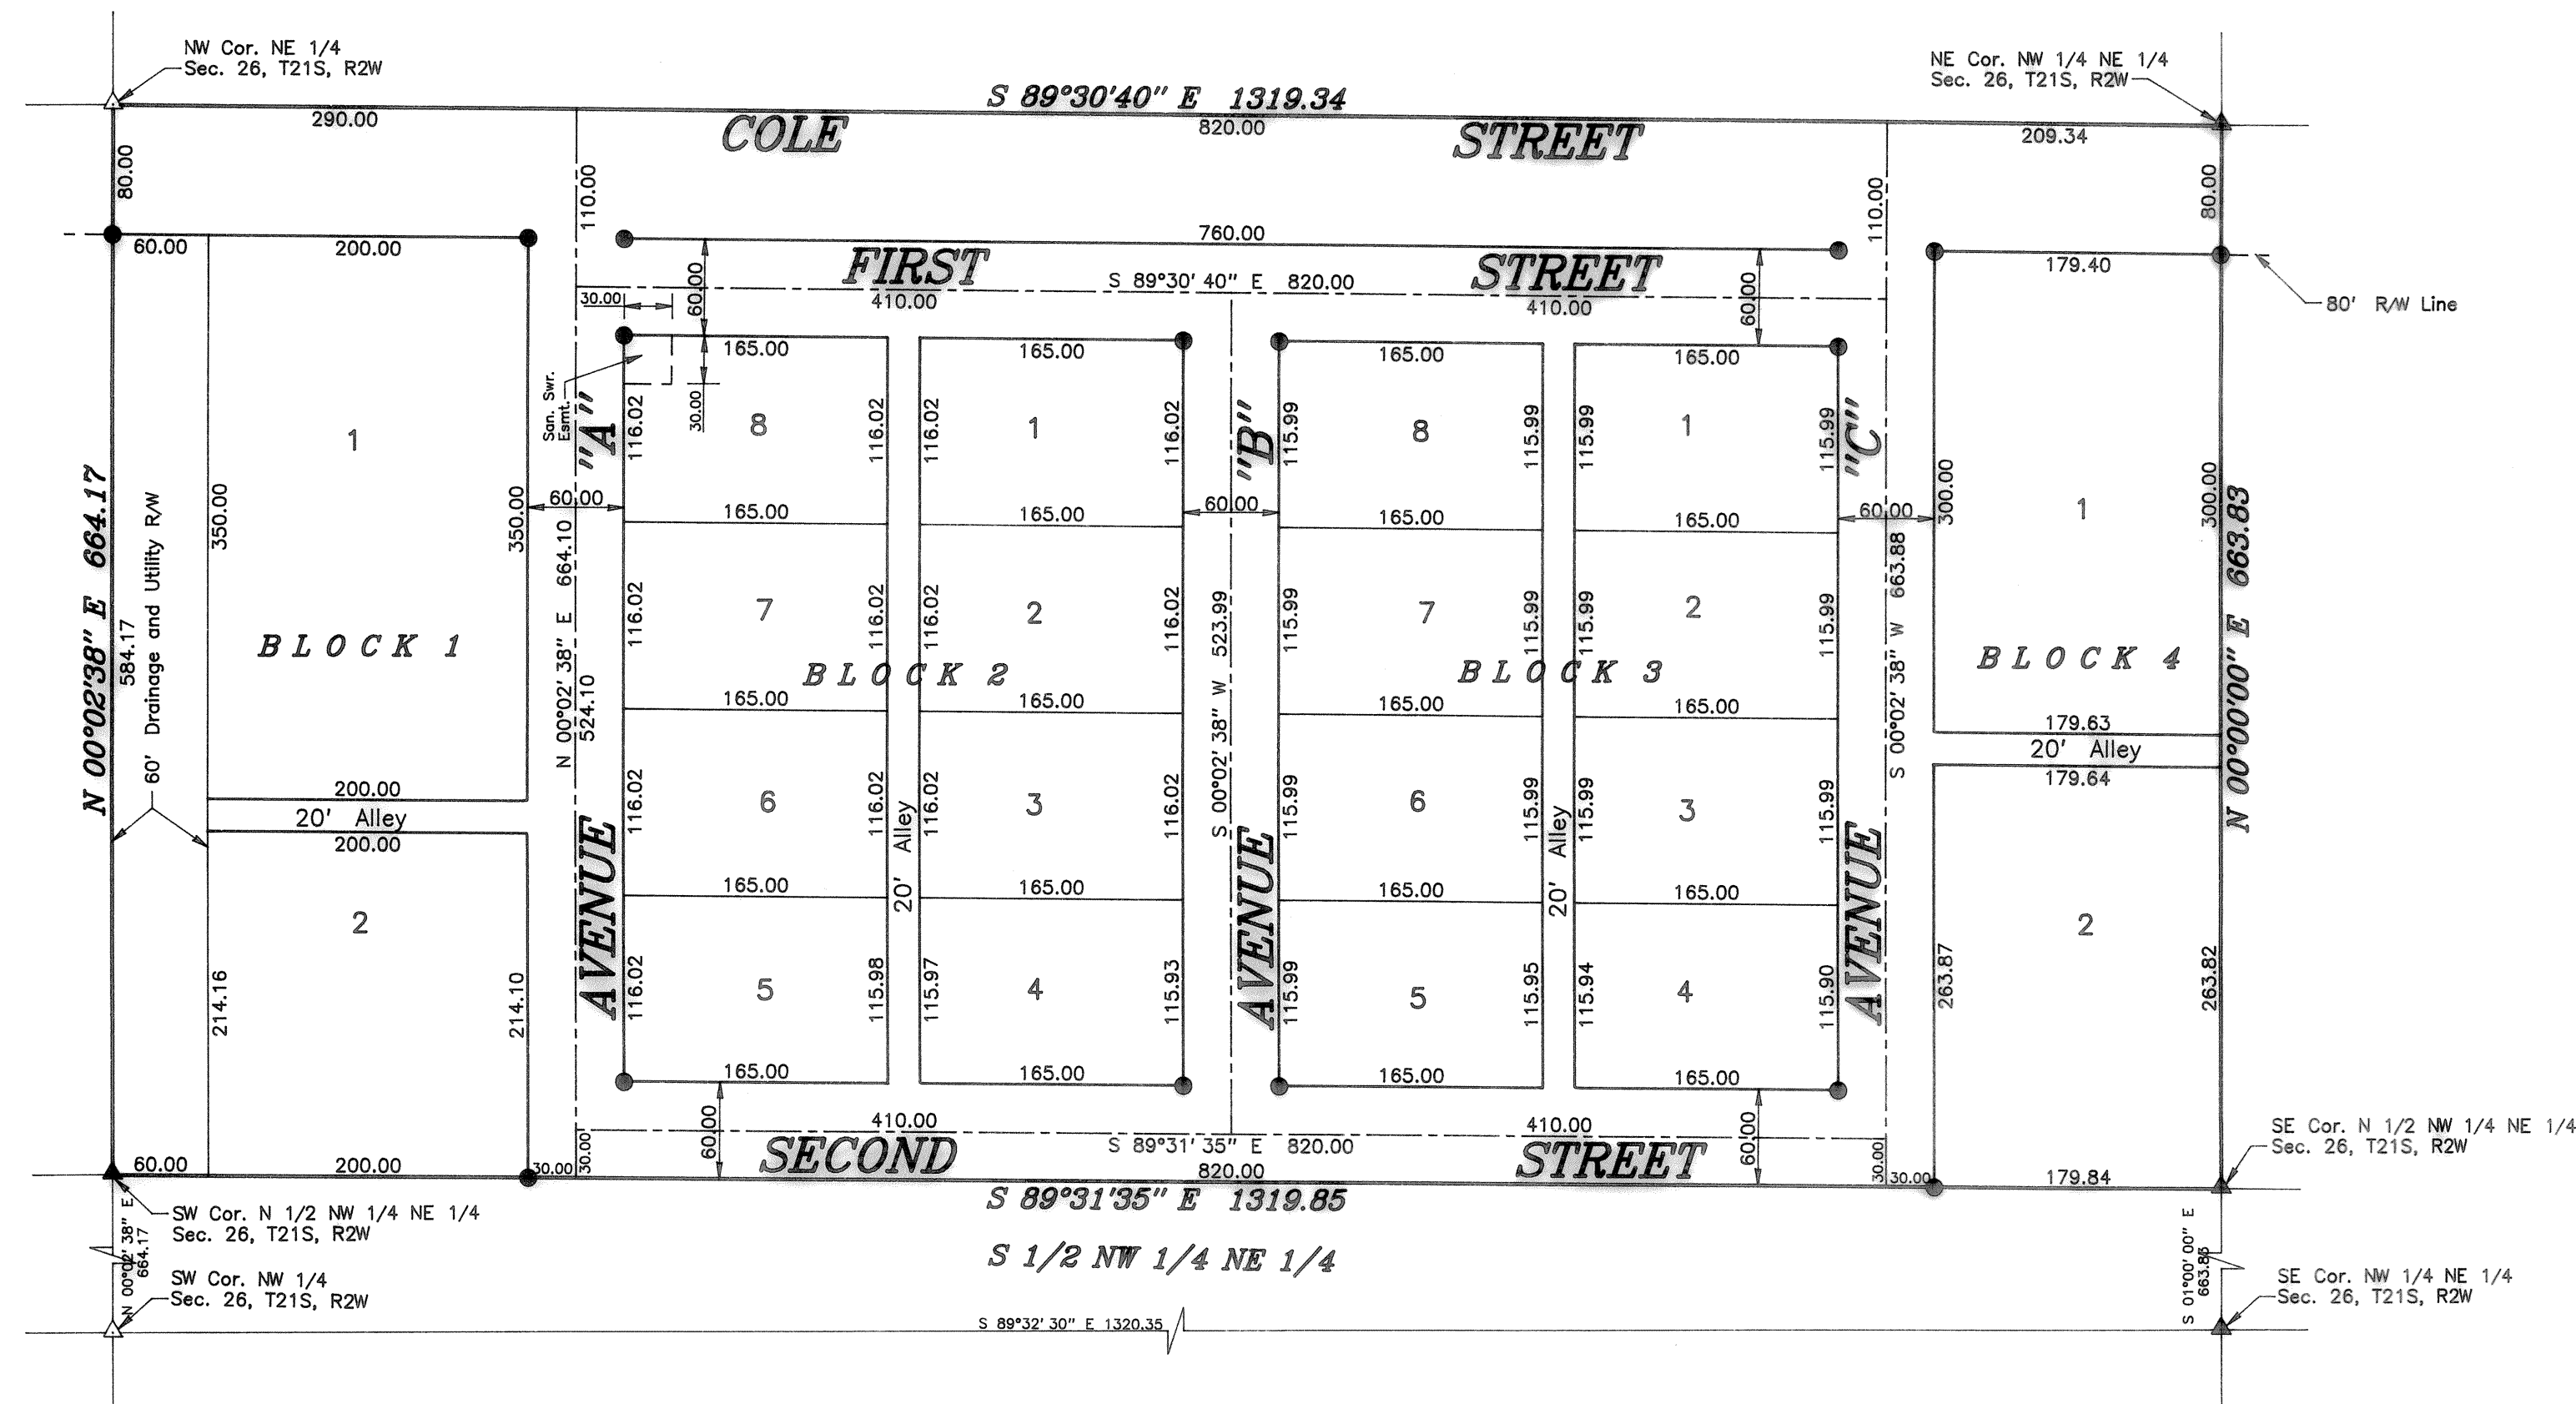 NW Cor. NE 1/4
Sec. 26, T21S, R2W
NE Cor. NW 1/4 NE 1/4
Sec. 26, T21S, R2W
S 89°30'40" E 1319.34
290.00
820.00
209.34
COLE STREET
80.00
110.00
110.00
80.00
60.00
200.00
760.00
179.40
FIRST STREET
S 89°30' 40" E 820.00
30.00
60.00
410.00
410.00
60.00
80' R/W Line
165.00
165.00
165.00
165.00
San. Swr.
Esmt.
30.00
"A"
"B"
"C"
1
8
1
8
1
1
116.02
116.02
116.02
116.02
115.99
115.99
115.99
115.99
350.00
350.00
60.00
60.00
60.00
300.00
300.00
165.00
165.00
165.00
165.00
N 00°02'38" E 664.17
584.17
60' Drainage and Utility R/W
N 00°02' 38" E 664.10
524.10
S 00°02' 38" W 523.99
S 00°02' 38" W 663.88
N 00°00'00" E 663.83
7
2
7
2
116.02
116.02
116.02
116.02
115.99
115.99
115.99
115.99
BLOCK 1
BLOCK 2
BLOCK 3
BLOCK 4
165.00
165.00
165.00
165.00
179.63
20' Alley
179.64
200.00
20' Alley
200.00
6
3
6
3
116.02
116.02
116.02
116.02
115.99
115.99
115.99
115.99
20' Alley
20' Alley
AVENUE
AVENUE
AVENUE
165.00
165.00
165.00
165.00
2
5
4
5
4
2
214.16
214.10
116.02
115.98
115.97
115.93
115.99
115.95
115.94
115.90
263.87
263.82
165.00
165.00
165.00
165.00
60.00
410.00
410.00
60.00
S 89°31' 35" E 820.00
SECOND STREET
60.00
200.00
30.00
30.00
820.00
30.00
30.00
179.84
S 89°31'35" E 1319.85
SE Cor. N 1/2 NW 1/4 NE 1/4
Sec. 26, T21S, R2W
SW Cor. N 1/2 NW 1/4 NE 1/4
Sec. 26, T21S, R2W
N 00°02' 38" E
664.17
S 1/2 NW 1/4 NE 1/4
S 01°00' 00" E
SW Cor. NW 1/4
Sec. 26, T21S, R2W
SE Cor. NW 1/4 NE 1/4
Sec. 26, T21S, R2W
S 89°32' 30" E 1320.35